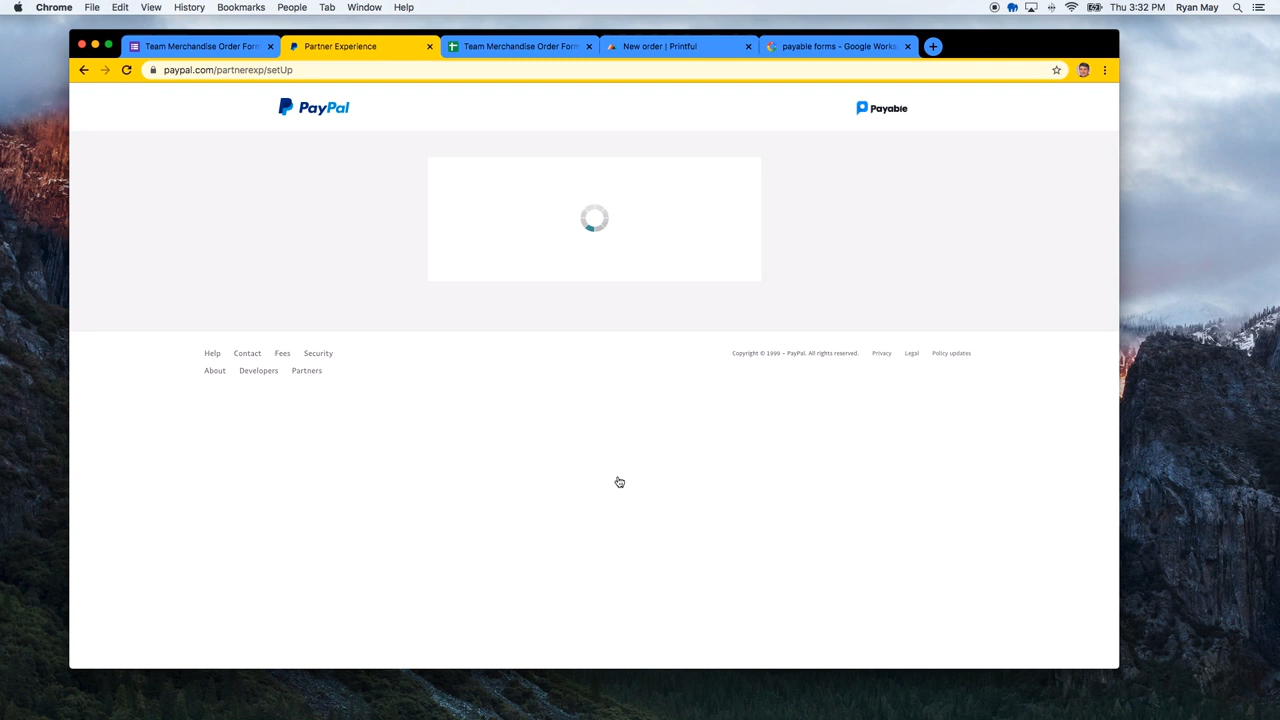 Chrome File Edit View History Bookmarks People Tab Window Help Thu 3:32 PM Ryan May
Team Merchandise Order Form Partner Experience Team Merchandise Order Form New order | Printful payable forms - Google Works
paypal.com/partnerexp/setUp
PayPal Payable
Help Contact Fees Security Copyright © 1999 - PayPal. All rights reserved. Privacy Legal Policy updates
About Developers Partners